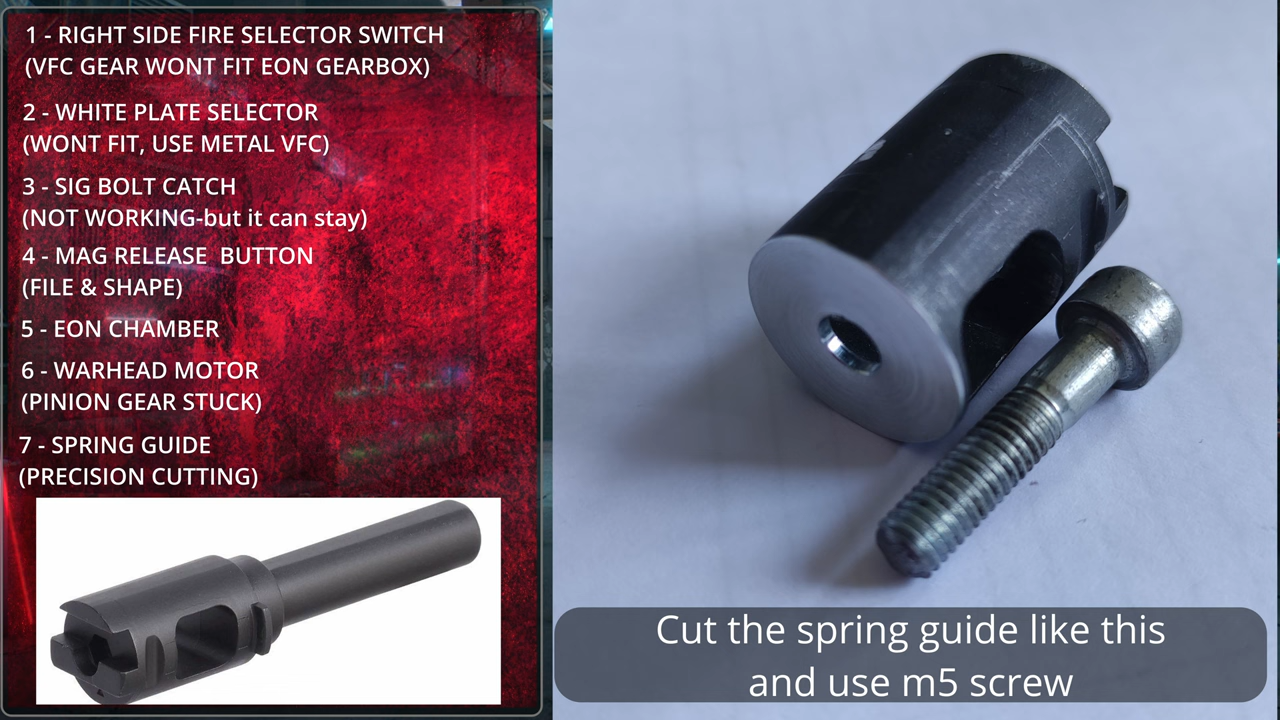 1 - RIGHT SIDE FIRE SELECTOR SWITCH
(VFC GEAR WONT FIT EON GEARBOX)
2 - WHITE PLATE SELECTOR
(WONT FIT, USE METAL VFC)
3 - SIG BOLT CATCH
(NOT WORKING-but it can stay)
4 - MAG RELEASE  BUTTON
(FILE & SHAPE)
5 - EON CHAMBER
6 - WARHEAD MOTOR
(PINION GEAR STUCK)
7 - SPRING GUIDE
(PRECISION CUTTING)
Cut the spring guide like this
and use m5 screw